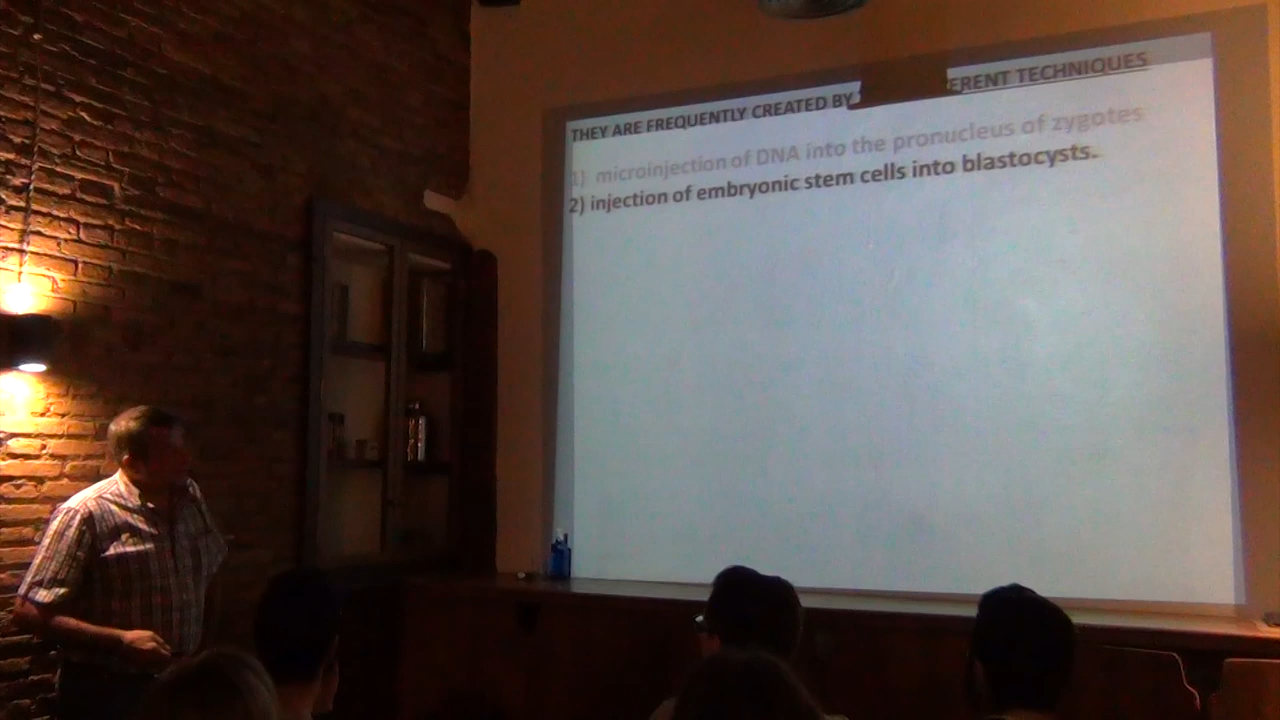 THEY ARE FREQUENTLY CREATED BY ERENT TECHNIQUES
1) microinjection of DNA into the pronucleus of zygotes
2) injection of embryonic stem cells into blastocysts.